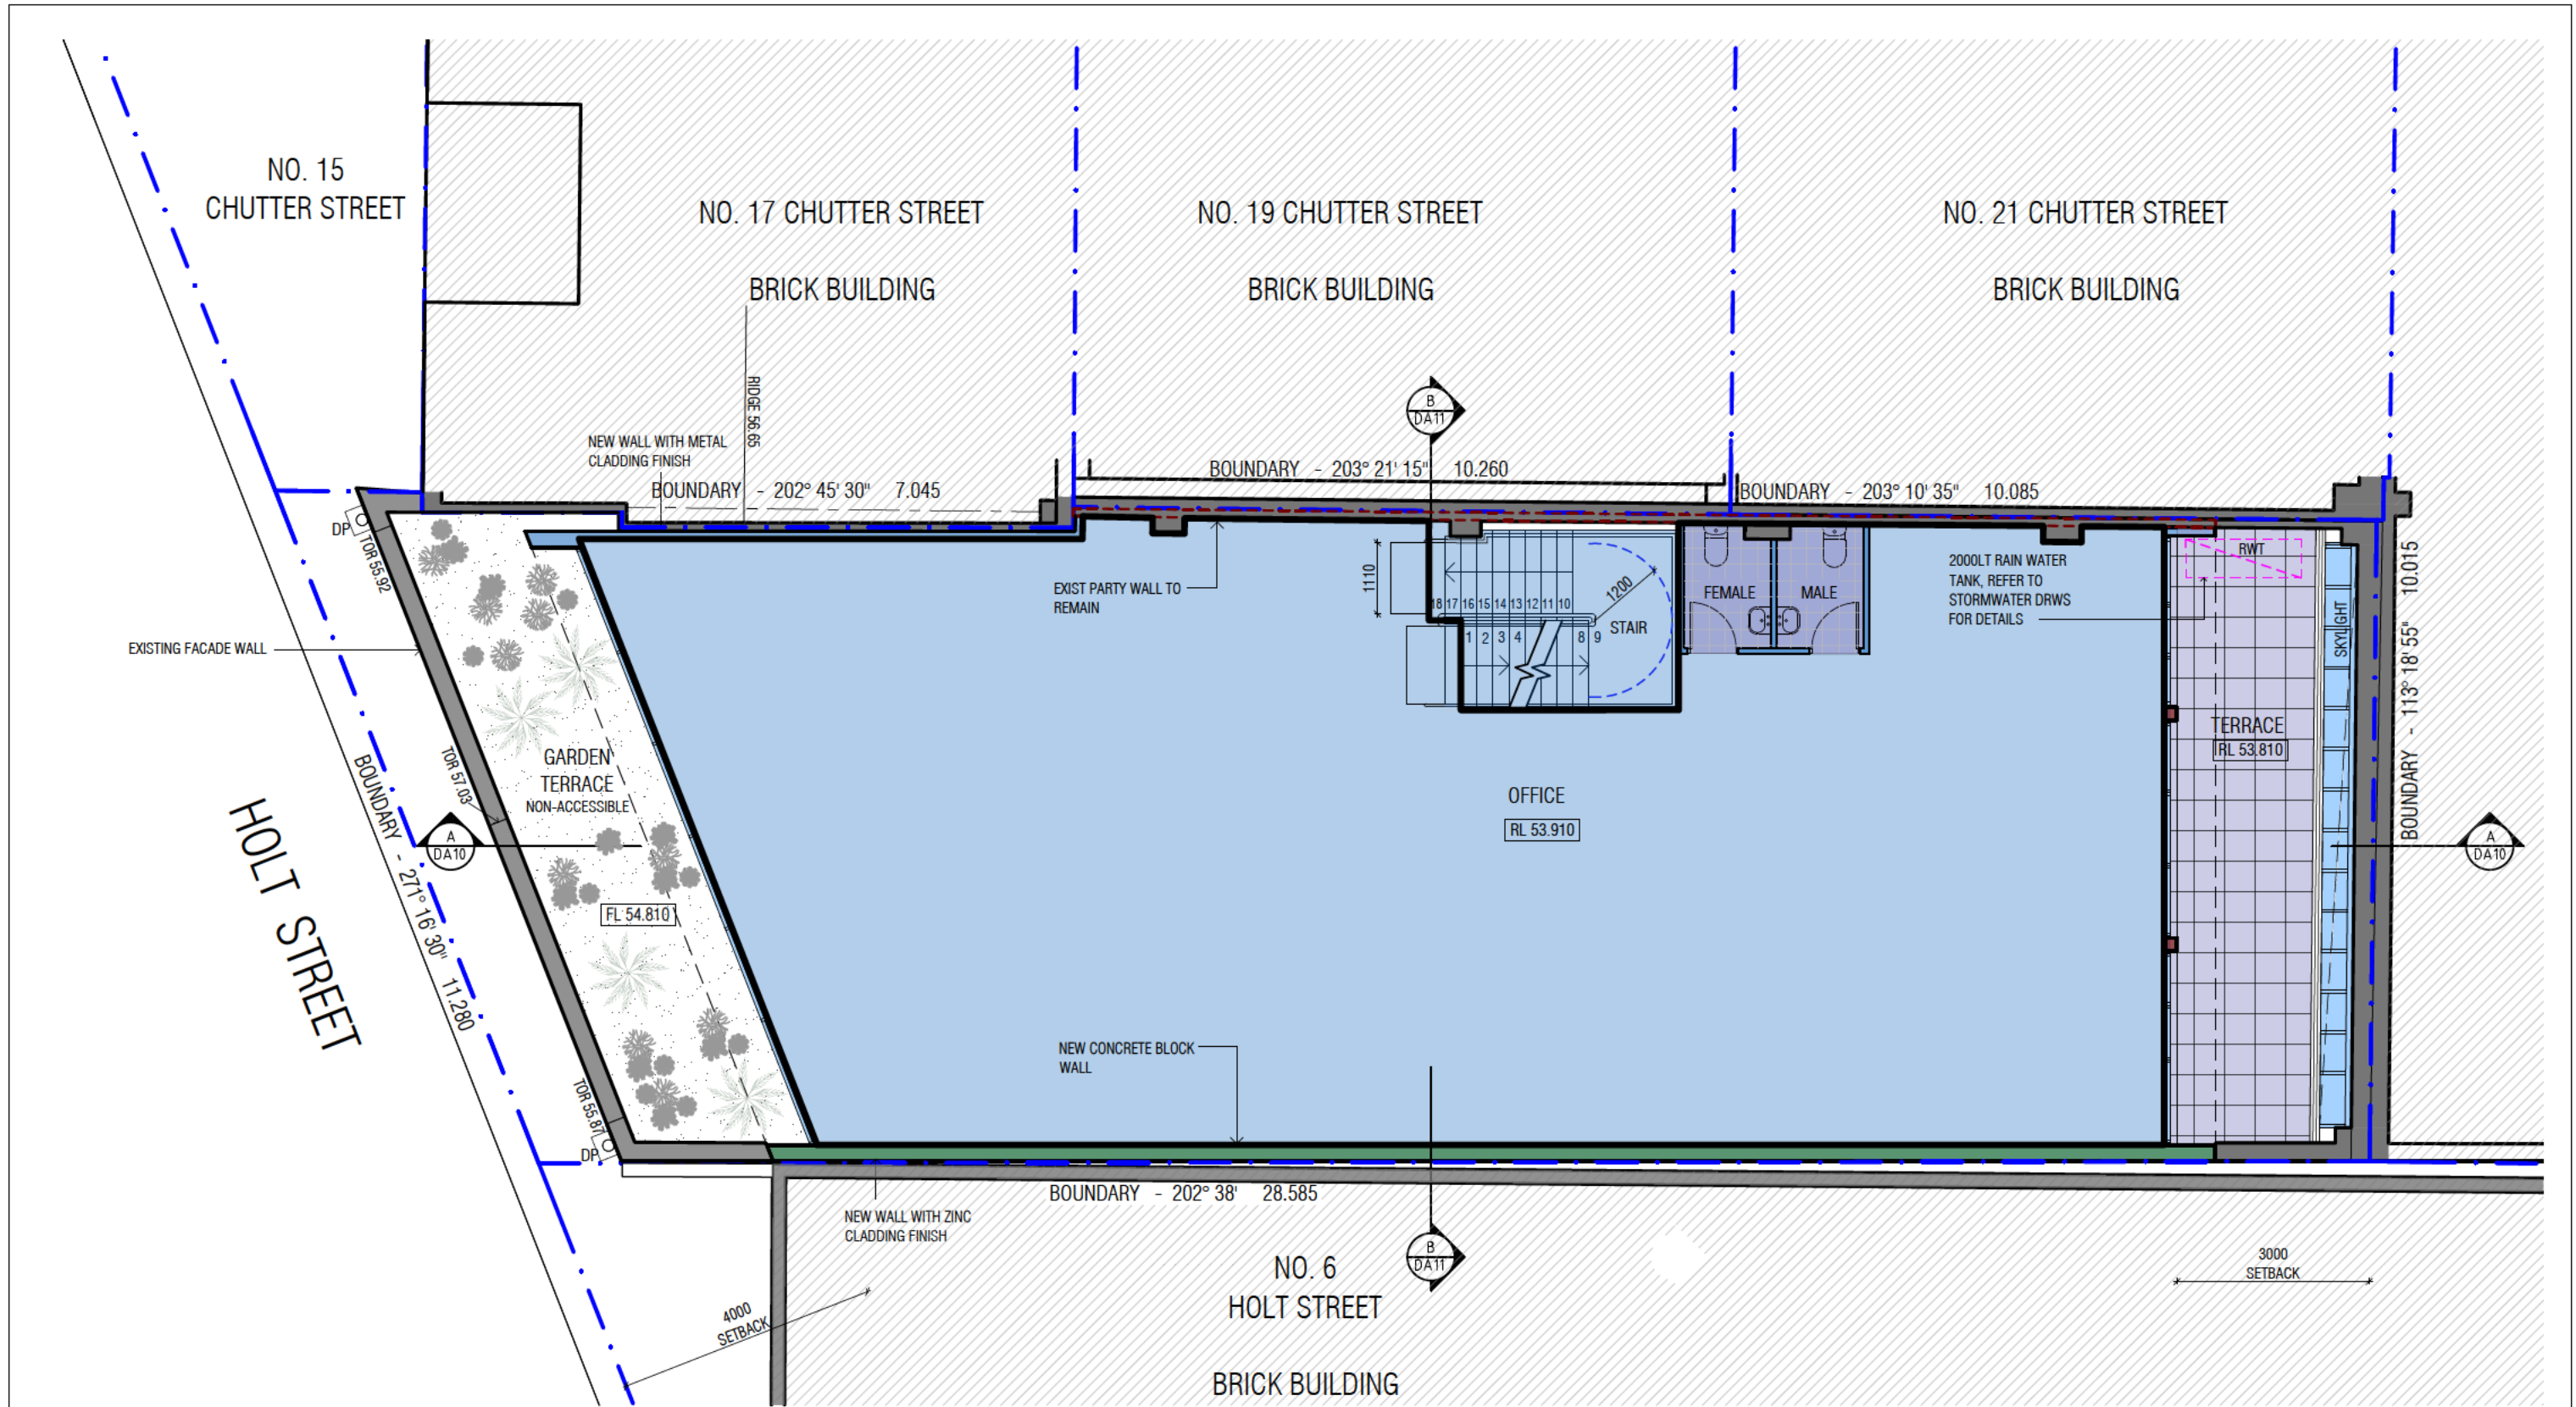 NO. 15
CHUTTER STREET
NO. 17 CHUTTER STREET
BRICK BUILDING
NO. 19 CHUTTER STREET
BRICK BUILDING
NO. 21 CHUTTER STREET
BRICK BUILDING
RIDGE 56.65
NEW WALL WITH METAL
CLADDING FINISH
B
DA11
BOUNDARY - 202° 45' 30" 7.045
BOUNDARY - 203° 21' 15" 10.260
BOUNDARY - 203° 10' 35" 10.085
DP
TOR 55.92
EXISTING FACADE WALL
EXIST PARTY WALL TO
REMAIN
1110
18 17 16 15 14 13 12 11 10
1 2 3 4 8 9
1200
STAIR
FEMALE
MALE
2000LT RAIN WATER
TANK, REFER TO
STORMWATER DRWS
FOR DETAILS
RWT
SKYLIGHT
BOUNDARY - 113° 18' 55" 10.015
TERRACE
RL 53.810
TOR 57.03
GARDEN
TERRACE
NON-ACCESSIBLE
FL 54.810
OFFICE
RL 53.910
A
DA10
A
DA10
HOLT STREET
BOUNDARY - 271° 16' 30" 11.280
NEW CONCRETE BLOCK
WALL
TOR 55.87
DP
BOUNDARY - 202° 38' 28.585
NEW WALL WITH ZINC
CLADDING FINISH
B
DA11
NO. 6
HOLT STREET
BRICK BUILDING
4000
SETBACK
3000
SETBACK